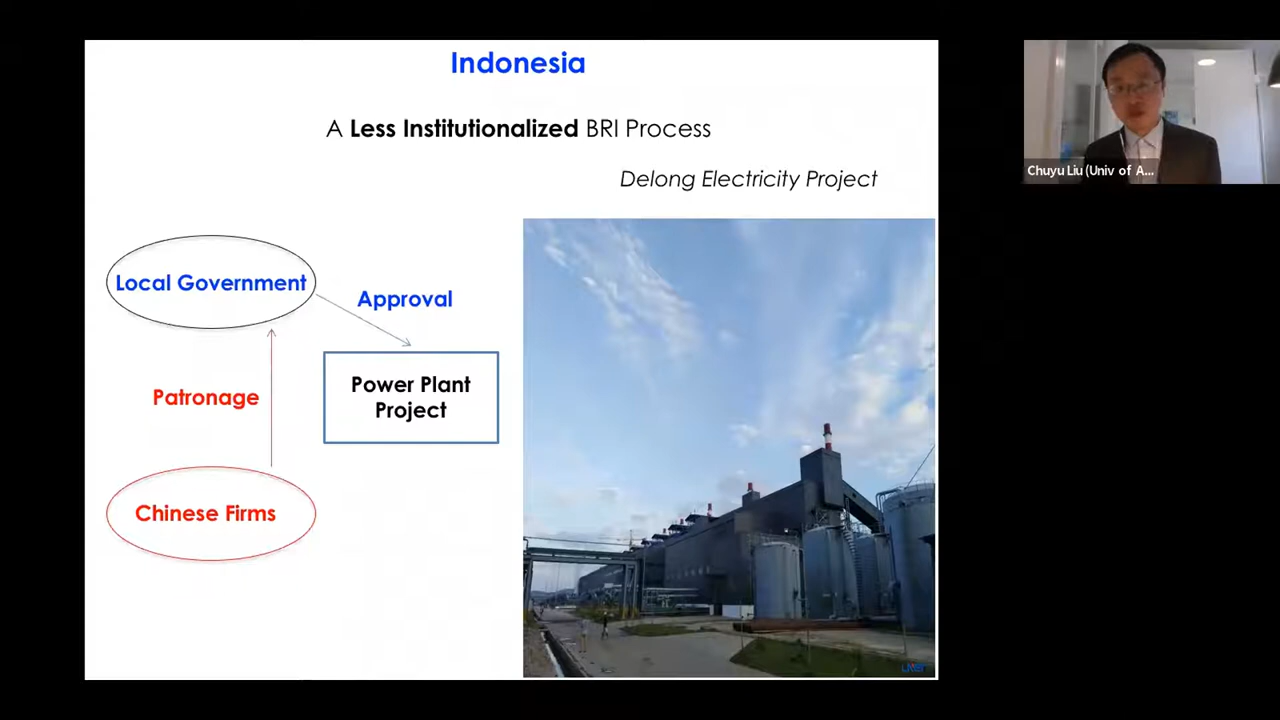 Indonesia
A Less Institutionalized BRI Process
Delong Electricity Project
Local Government
Approval
Power Plant
Project
Patronage
Chinese Firms
Chuyu Liu (Univ of A...